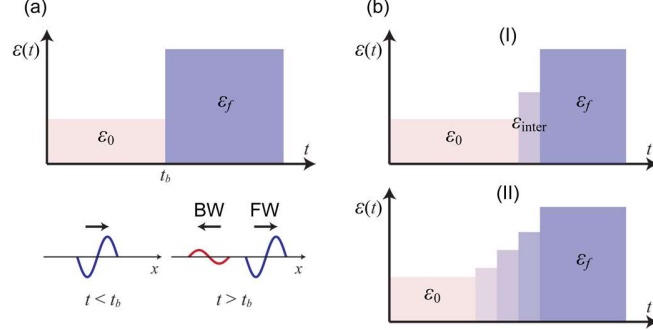 (a)
ε(t)
ε_f
ε_0
t
t_b
BW FW
x x
t < t_b t > t_b
(b)
(I)
ε(t)
ε_inter
ε_0
ε_f
t
(II)
ε(t)
ε_0
ε_f
t